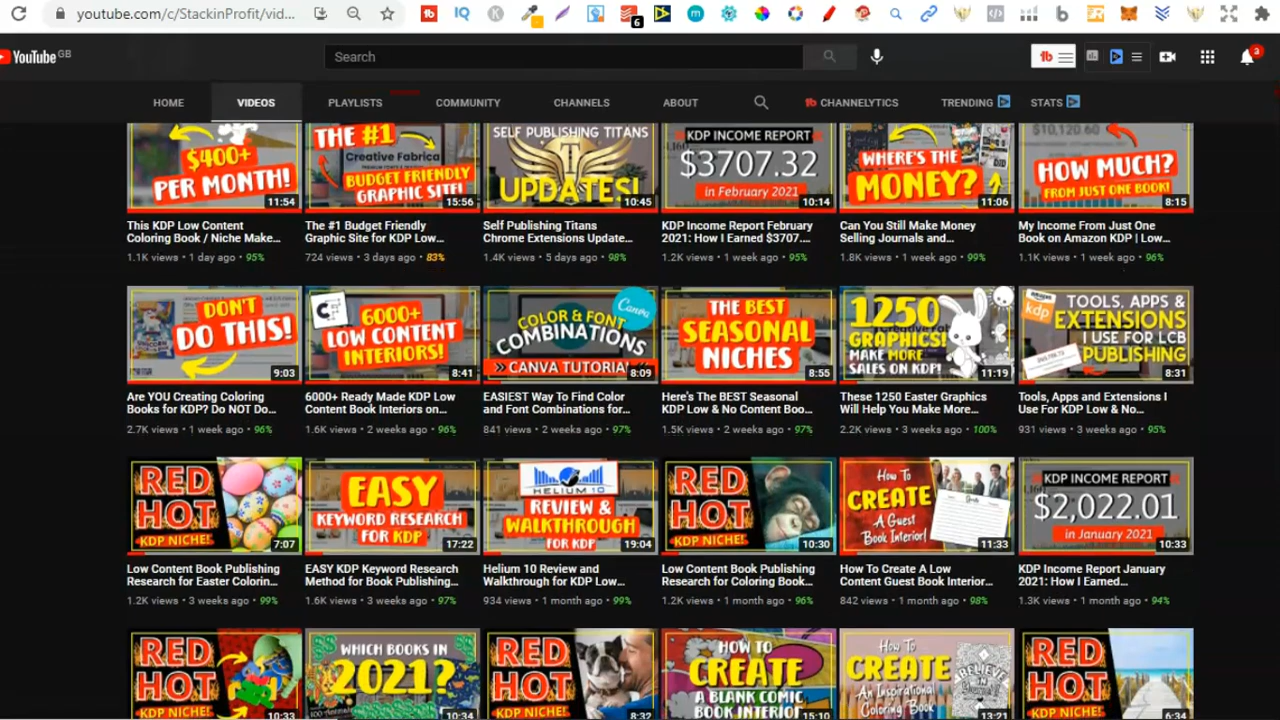 youtube.com/c/StackinProfit/vid...
6
YouTube GB
Search
3
HOME
VIDEOS
PLAYLISTS
COMMUNITY
CHANNELS
ABOUT
CHANNELYTICS
TRENDING
STATS
$400+
PER MONTH!
11:54
THE #1
Creative Fabrica
BUDGET FRIENDLY
GRAPHIC SITE!
15:56
SELF PUBLISHING TITANS
UPDATES!
10:45
KDP INCOME REPORT
$3707.32
in February 2021
10:14
WHERE'S THE
MONEY?
11:06
$10,120.60
HOW MUCH?
FROM JUST ONE BOOK!
8:15
This KDP Low Content
Coloring Book / Niche Make...
1.1K views • 1 day ago • 95%
The #1 Budget Friendly
Graphic Site for KDP Low...
724 views • 3 days ago • 83%
Self Publishing Titans
Chrome Extensions Update...
1.4K views • 5 days ago • 98%
KDP Income Report February
2021: How I Earned $3707....
1.2K views • 1 week ago • 95%
Can You Still Make Money
Selling Journals and...
1.8K views • 1 week ago • 99%
My Income From Just One
Book on Amazon KDP | Low...
1.1K views • 1 week ago • 96%
DON'T
DO THIS!
9:03
6000+
LOW CONTENT
INTERIORS!
8:41
Canva
COLOR & FONT
COMBINATIONS
>> CANVA TUTORIAL
8:09
THE BEST
SEASONAL
NICHES
8:55
1250
GRAPHICS!
MAKE MORE
SALES ON KDP!
11:19
kdp
TOOLS, APPS &
EXTENSIONS
I USE FOR LCB
PUBLISHING
8:31
Are YOU Creating Coloring
Books for KDP? Do NOT Do...
2.7K views • 1 week ago • 96%
6000+ Ready Made KDP Low
Content Book Interiors on...
1.6K views • 2 weeks ago • 96%
EASIEST Way To Find Color
and Font Combinations for...
841 views • 2 weeks ago • 97%
Here's The BEST Seasonal
KDP Low & No Content Boo...
1.5K views • 2 weeks ago • 97%
These 1250 Easter Graphics
Will Help You Make More...
2.2K views • 3 weeks ago • 100%
Tools, Apps and Extensions I
Use For KDP Low & No...
931 views • 3 weeks ago • 95%
RED
HOT
KDP NICHE!
7:07
EASY
KEYWORD RESEARCH
FOR KDP
17:22
HELIUM 10
REVIEW &
WALKTHROUGH
FOR KDP
19:04
RED
HOT
KDP NICHE!
10:30
How To
CREATE
A Guest
Book Interior!
11:33
KDP INCOME REPORT
$2,022.01
in January 2021
10:33
Low Content Book Publishing
Research for Easter Colorin...
1.2K views • 3 weeks ago • 99%
EASY KDP Keyword Research
Method for Book Publishing...
1.6K views • 3 weeks ago • 97%
Helium 10 Review and
Walkthrough for KDP Low...
934 views • 1 month ago • 99%
Low Content Book Publishing
Research for Coloring Book...
1.2K views • 1 month ago • 96%
How To Create A Low
Content Guest Book Interior...
842 views • 1 month ago • 98%
KDP Income Report January
2021: How I Earned...
1.3K views • 1 month ago • 94%
RED
HOT
KDP NICHE!
10:33
WHICH BOOKS IN
2021?
10:34
RED
HOT
KDP NICHE!
8:32
HOW TO
CREATE
A BLANK COMIC
BOOK INTERIOR
15:10
How To
CREATE
An Inspirational
Coloring Book
BELIEVE
13:21
RED
HOT
KDP NICHE!
6:34